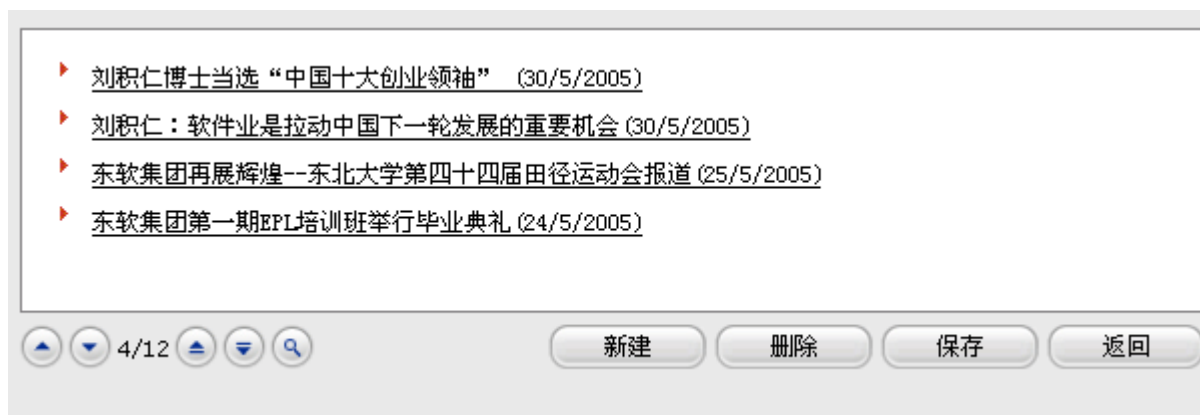 刘积仁博士当选“中国十大创业领袖” (30/5/2005)
刘积仁：软件业是拉动中国下一轮发展的重要机会(30/5/2005)
东软集团再展辉煌--东北大学第四十四届田径运动会报道(25/5/2005)
东软集团第一期EPL培训班举行毕业典礼(24/5/2005)
4/12 新建 删除 保存 返回